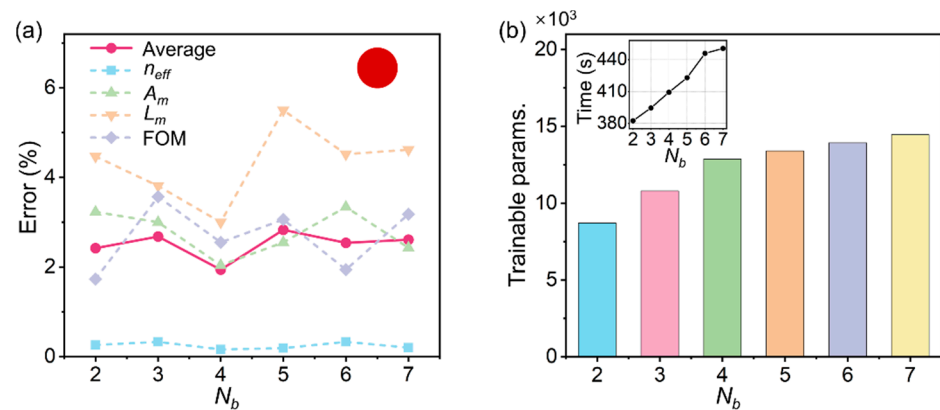 (a)
Average
n_eff
A_m
L_m
FOM
Error (%)
6
4
2
0
2 3 4 5 6 7
N_b
(b)
×10³
20
15
10
5
0
Trainable params.
Time (s)
440
410
380
2 3 4 5 6 7
N_b
2 3 4 5 6 7
N_b